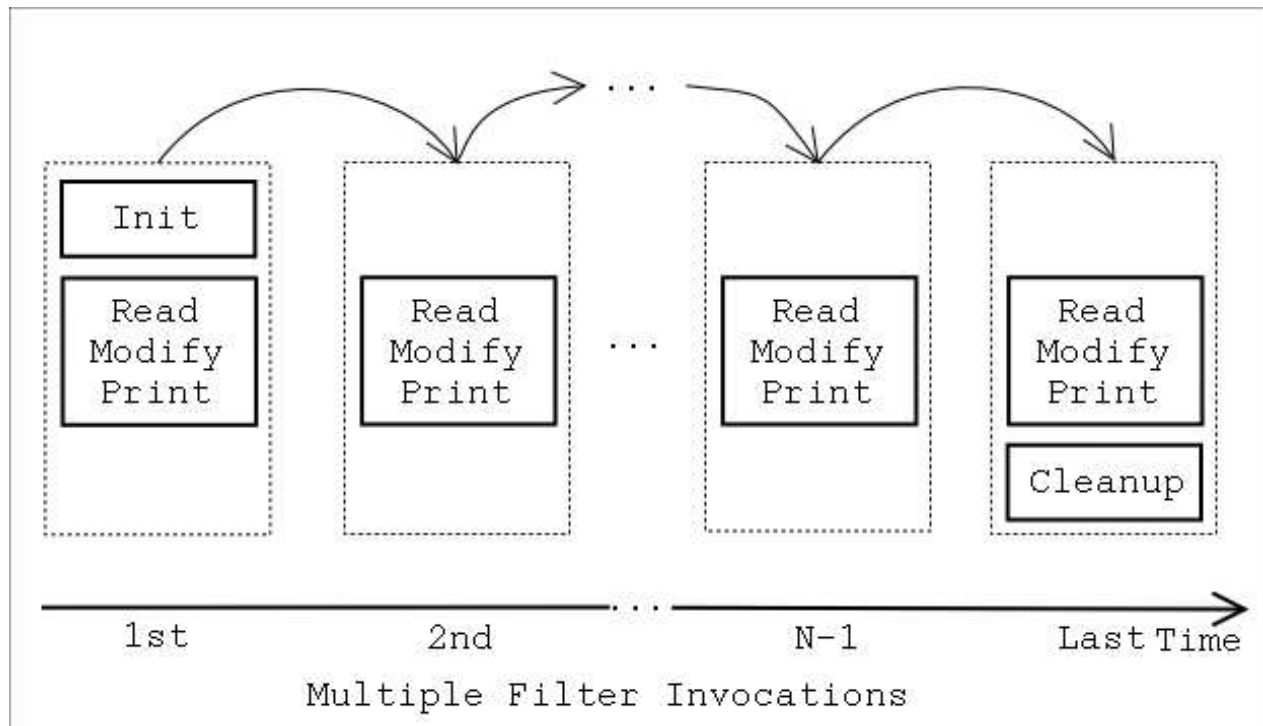 ...
Init
Read
Modify
Print
Read
Modify
Print
...
Read
Modify
Print
Read
Modify
Print
Cleanup
...
1st 2nd N-1 Last Time
Multiple Filter Invocations